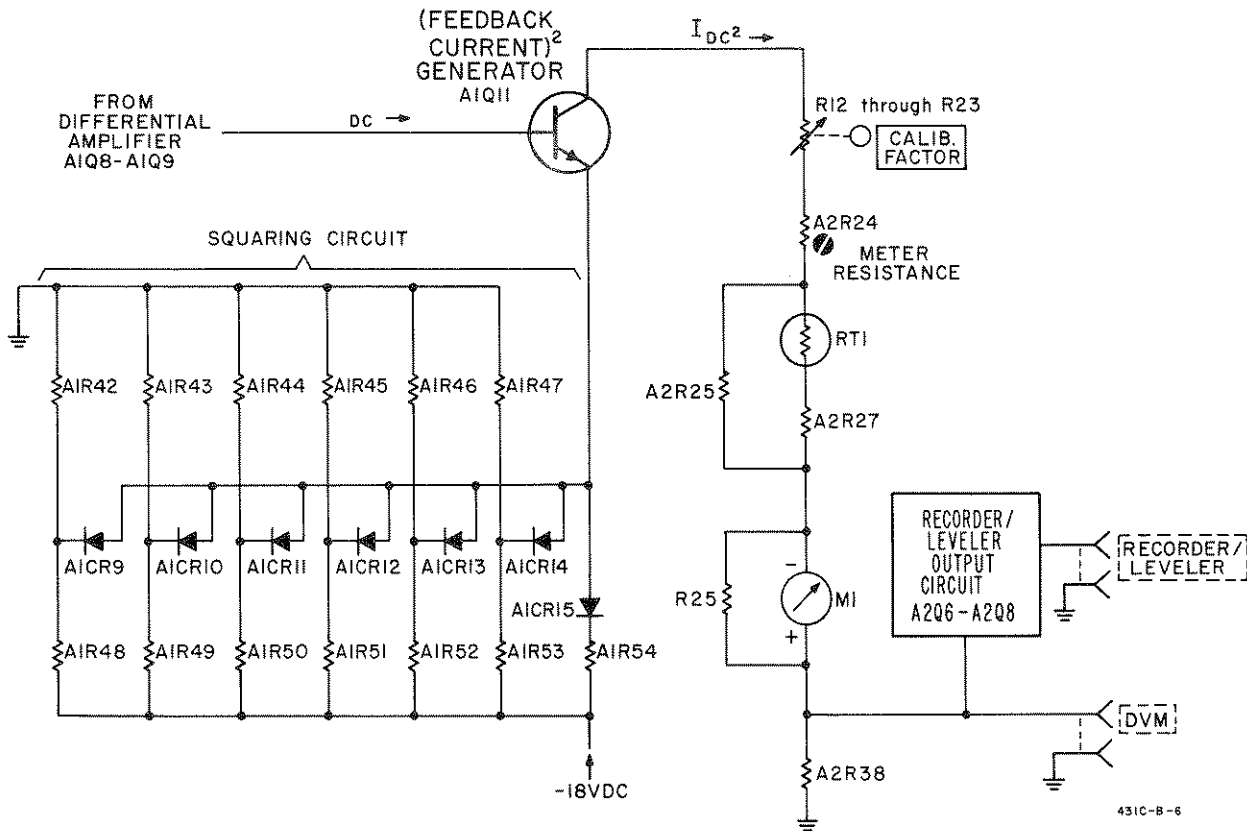 (FEEDBACK
CURRENT)²
GENERATOR
A1Q11
I DC² →
FROM
DIFFERENTIAL
AMPLIFIER
A1Q8-A1Q9
DC →
R12 through R23
CALIB.
FACTOR
A2R24
METER
RESISTANCE
SQUARING CIRCUIT
RT1
A1R42
A1R43
A1R44
A1R45
A1R46
A1R47
A2R25
A2R27
A1CR9
A1CR10
A1CR11
A1CR12
A1CR13
A1CR14
A1CR15
RECORDER/
LEVELER
OUTPUT
CIRCUIT
A2Q6-A2Q8
RECORDER/
LEVELER
R25
-
M1
+
A1R48
A1R49
A1R50
A1R51
A1R52
A1R53
A1R54
DVM
A2R38
-18VDC
431C-B-6